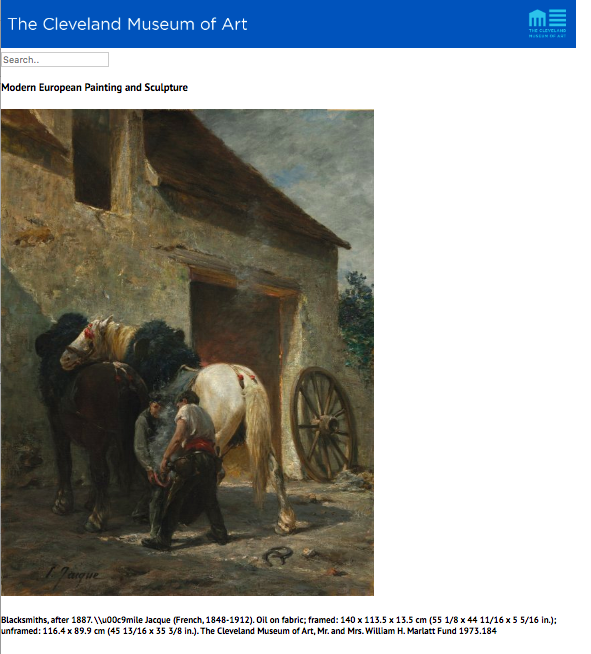 The Cleveland Museum of Art
THE CLEVELAND
MUSEUM OF ART
Search..
Modern European Painting and Sculpture
Jacque
Blacksmiths, after 1887. \\u00c9mile Jacque (French, 1848-1912). Oil on fabric; framed: 140 x 113.5 x 13.5 cm (55 1/8 x 44 11/16 x 5 5/16 in.);
unframed: 116.4 x 89.9 cm (45 13/16 x 35 3/8 in.). The Cleveland Museum of Art, Mr. and Mrs. William H. Marlatt Fund 1973.184